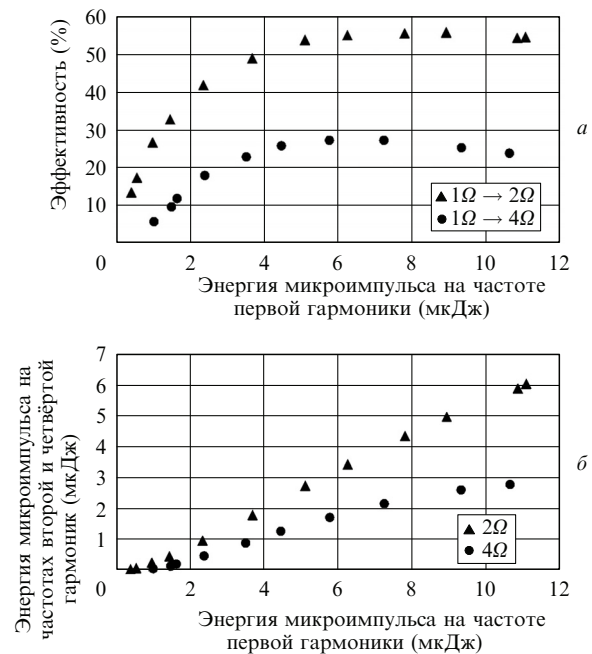 60
50
40
30
20
10
Эффективность (%)
а
▲ 1Ω → 2Ω
● 1Ω → 4Ω
0 2 4 6 8 10 12
Энергия микроимпульса на частоте
первой гармоники (мкДж)
7
6
5
4
3
2
1
Энергия микроимпульса на
частотах второй и четвёртой
гармоник (мкДж)
б
▲ 2Ω
● 4Ω
0 2 4 6 8 10 12
Энергия микроимпульса на частоте
первой гармоники (мкДж)